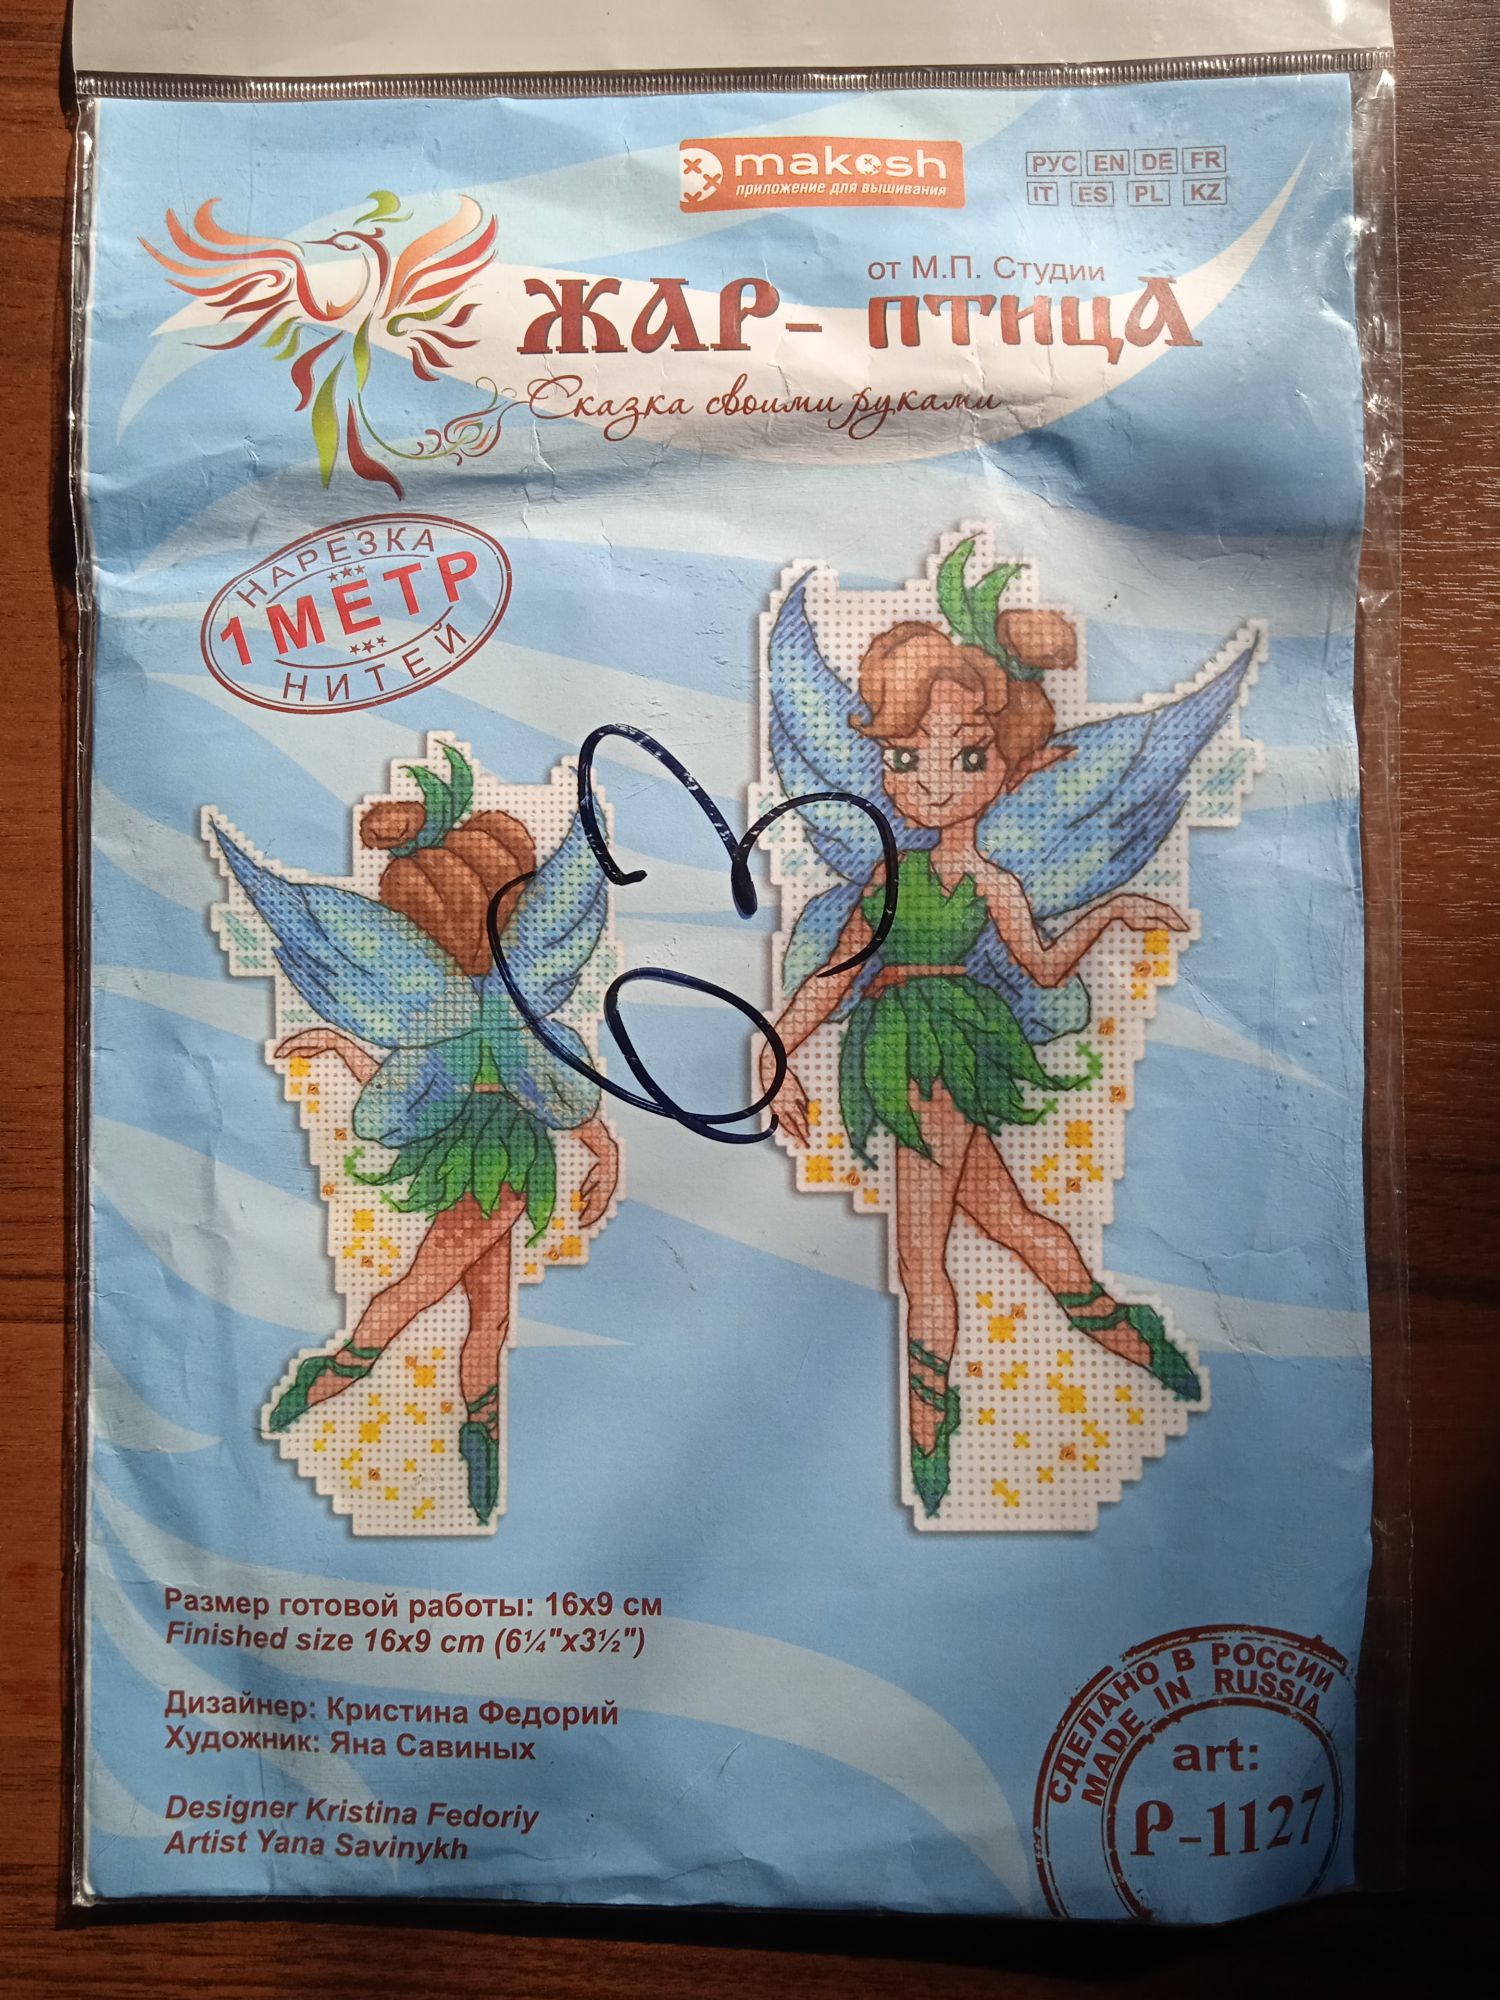 makosh
приложение для вышивания
РУС EN DE FR
IT ES PL KZ
от М.П. Студии
ЖАР-ПТИЦА
Сказка своими руками
НАРЕЗКА
1 МЕТР
НИТЕЙ
Размер готовой работы: 16х9 см
Finished size 16x9 cm (6¼"x3½")
Дизайнер: Кристина Федорий
Художник: Яна Савиных
Designer Kristina Fedoriy
Artist Yana Savinykh
СДЕЛАНО В РОССИИ
MADE IN RUSSIA
art:
Р-1127